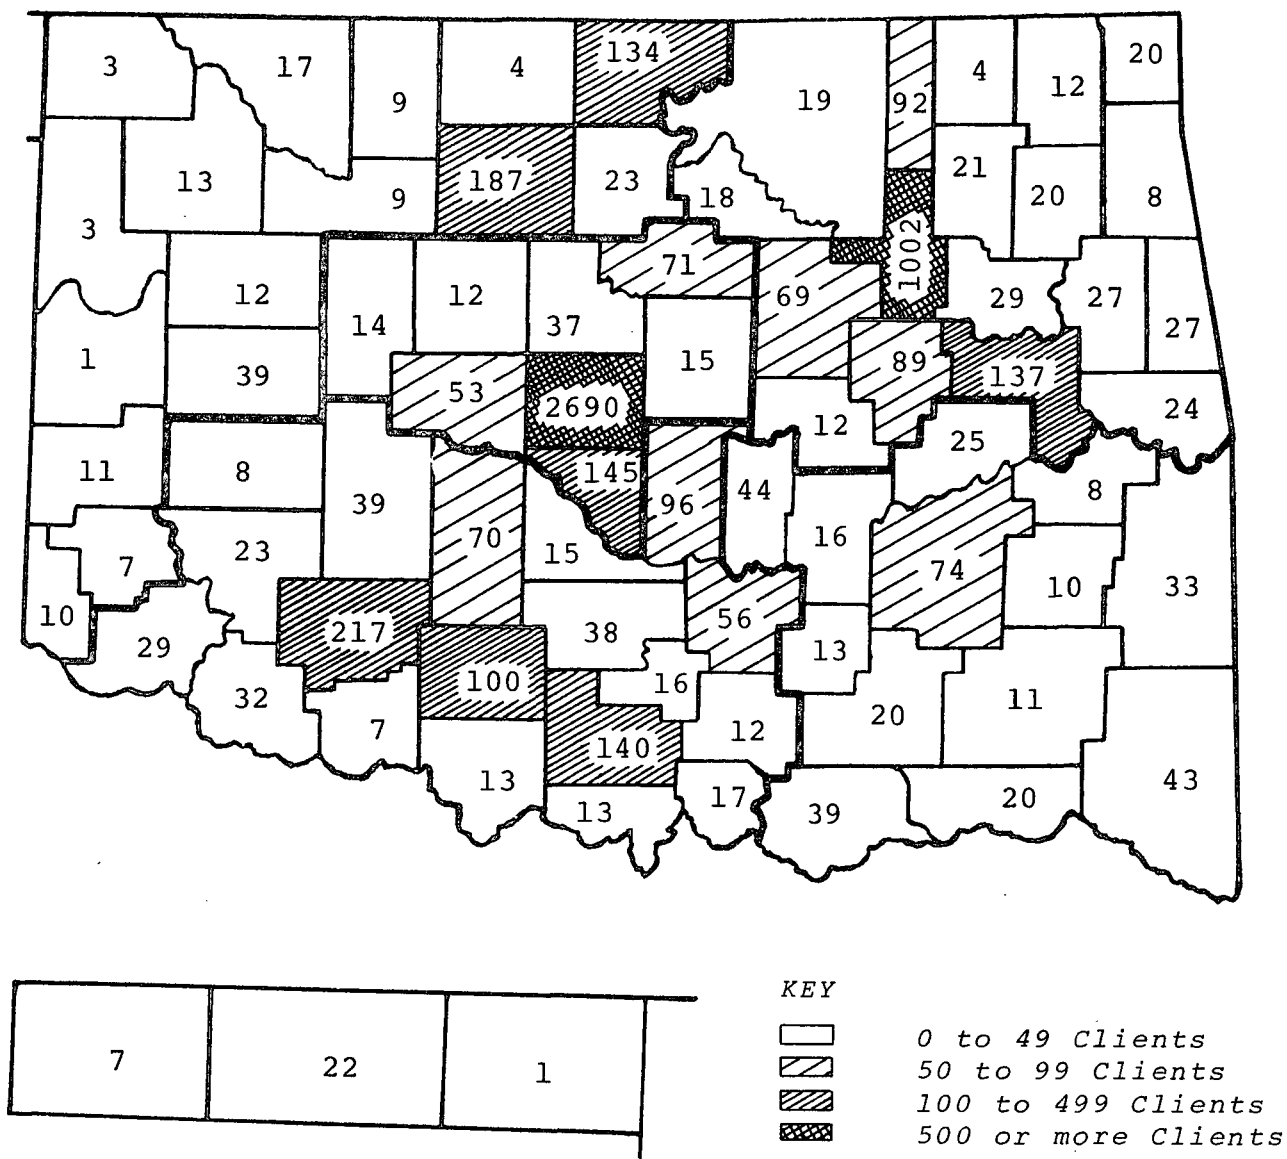 3 17 9 4 134 19 92 4 12 20
13 9 187 23 18 21 20 8
3 12 12 37 71 69 1002 29 27 27
14 15 89 137
1 39 53 2690 12 25 24
11 8 39 145 96 44 16 8
7 23 70 15 74 10 33
10 29 217 38 56 13
32 7 100 16 12 20 11
13 140 17 39 20 43
13
7 22 1
KEY
0 to 49 Clients
50 to 99 Clients
100 to 499 Clients
500 or more Clients